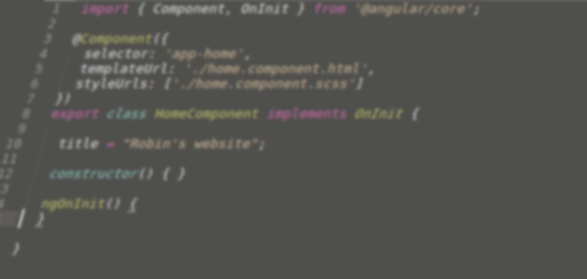 1 import { Component, OnInit } from '@angular/core';
2
3 @Component({
4 selector: 'app-home',
5 templateUrl: './home.component.html',
6 styleUrls: ['./home.component.scss']
7 })
8 export class HomeComponent implements OnInit {
9
10 title = "Robin's website";
11
12 constructor() { }
3
4 ngOnInit() {
}
}